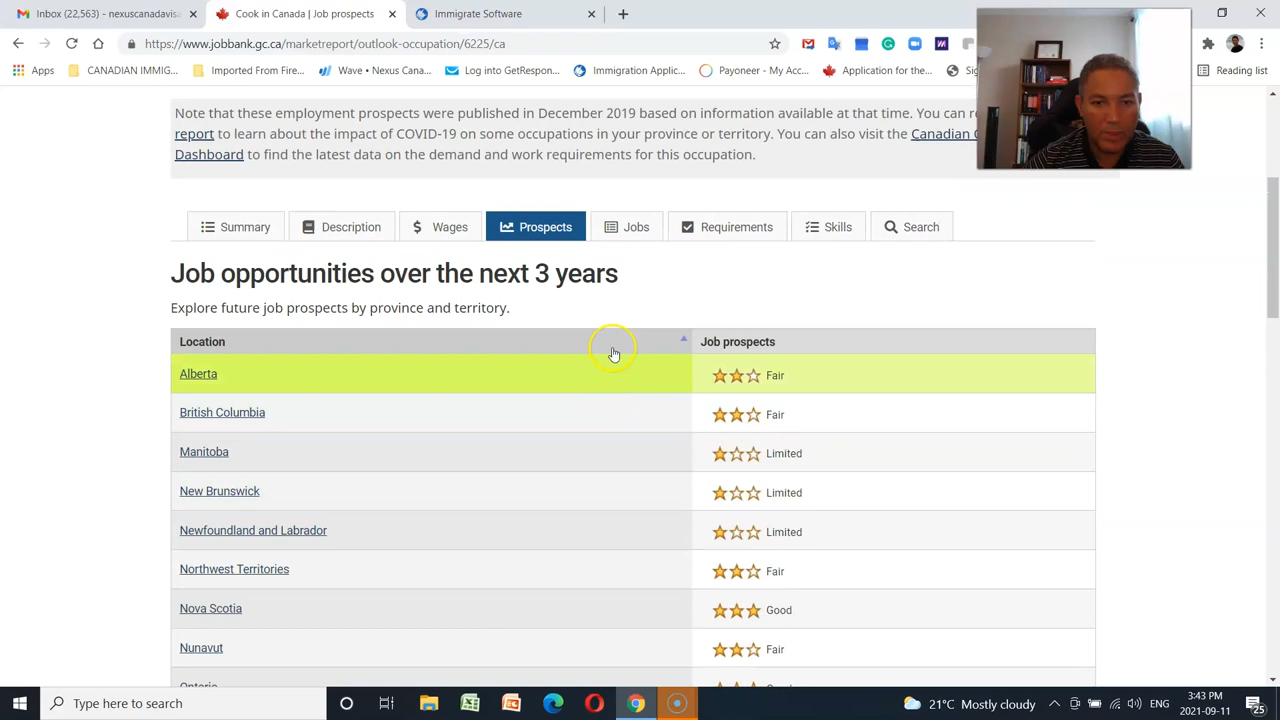 Inbox (22,563) - nexuscanadavis
Cook in Canada | Job prospects
Immigrate Software
https://www.jobbank.gc.ca/marketreport/outlook-occupation/6225/ca
Apps
CANADIAN IMMIG...
Imported From Fire...
Wave • Nexus Cana...
Log into GetRespon...
Immigration Applic...
Payoneer - My Acc...
Application for the...
Reading list
Note that these employment prospects were published in December 2019 based on information available at that time. You can re
report to learn about the impact of COVID-19 on some occupations in your province or territory. You can also visit the Canadian
Dashboard to find the latest data on the demand and work requirements for this occupation.
Summary
Description
Wages
Prospects
Jobs
Requirements
Skills
Search
Job opportunities over the next 3 years
Explore future job prospects by province and territory.
Location
Job prospects
Alberta
Fair
British Columbia
Fair
Manitoba
Limited
New Brunswick
Limited
Newfoundland and Labrador
Limited
Northwest Territories
Fair
Nova Scotia
Good
Nunavut
Fair
Ontario
Type here to search
21°C Mostly cloudy
ENG
3:43 PM
2021-09-11
25